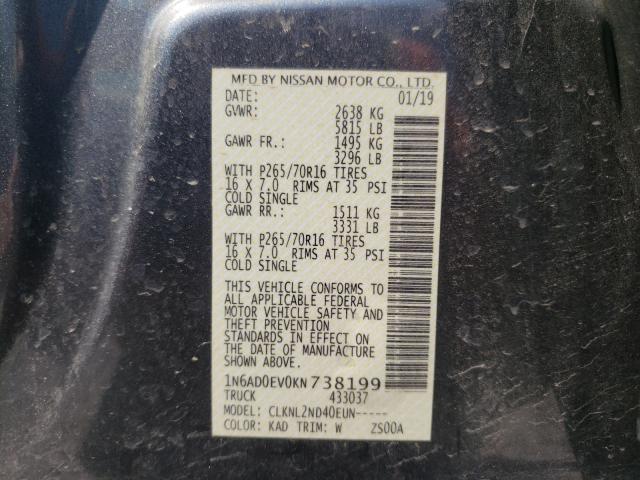 MFD BY NISSAN MOTOR CO., LTD.
DATE: 01/19
GVWR: 2638 KG
5815 LB
GAWR FR.: 1495 KG
3296 LB
WITH P265/70R16 TIRES
16 X 7.0 RIMS AT 35 PSI
COLD SINGLE
GAWR RR.: 1511 KG
3331 LB
WITH P265/70R16 TIRES
16 X 7.0 RIMS AT 35 PSI
COLD SINGLE
THIS VEHICLE CONFORMS TO
ALL APPLICABLE FEDERAL
MOTOR VEHICLE SAFETY AND
THEFT PREVENTION
STANDARDS IN EFFECT ON
THE DATE OF MANUFACTURE
SHOWN ABOVE.
1N6AD0EV0KN738199
TRUCK 433037
MODEL: CLKNL2ND40EUN-----
COLOR: KAD TRIM: W ZS00A